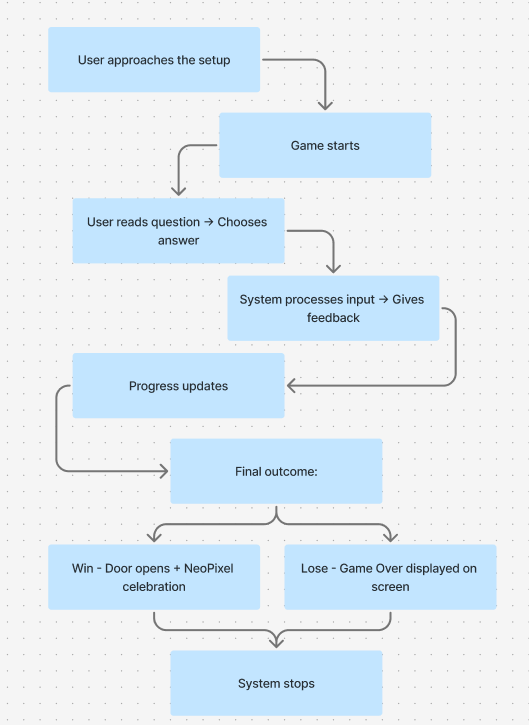 User approaches the setup
Game starts
User reads question → Chooses
answer
System processes input → Gives
feedback
Progress updates
Final outcome:
Win - Door opens + NeoPixel
celebration
Lose - Game Over displayed on
screen
System stops